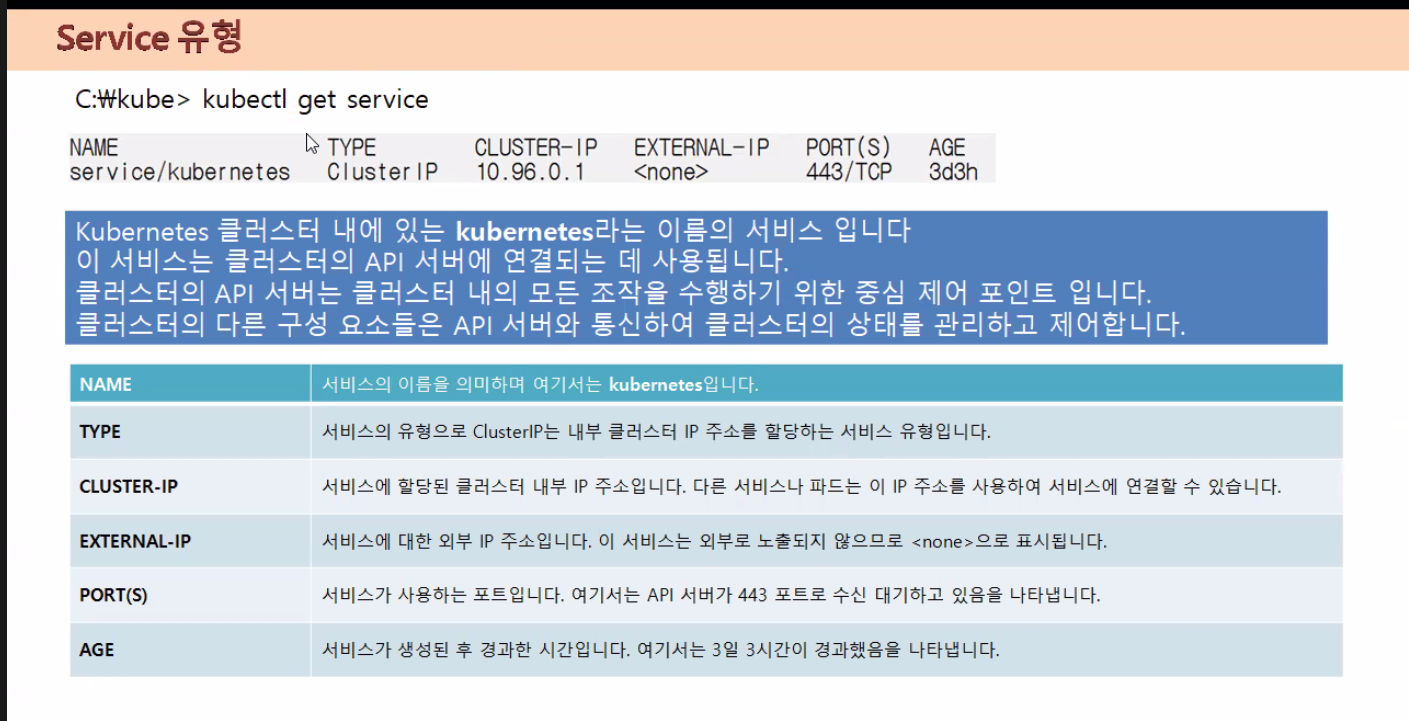 Service 유형
C:₩kube> kubectl get service
NAME TYPE CLUSTER-IP EXTERNAL-IP PORT(S) AGE
service/kubernetes ClusterIP 10.96.0.1 <none> 443/TCP 3d3h
Kubernetes 클러스터 내에 있는 kubernetes라는 이름의 서비스 입니다
이 서비스는 클러스터의 API 서버에 연결되는 데 사용됩니다.
클러스터의 API 서버는 클러스터 내의 모든 조작을 수행하기 위한 중심 제어 포인트 입니다.
클러스터의 다른 구성 요소들은 API 서버와 통신하여 클러스터의 상태를 관리하고 제어합니다.
NAME 서비스의 이름을 의미하며 여기서는 kubernetes입니다.
TYPE 서비스의 유형으로 ClusterIP는 내부 클러스터 IP 주소를 할당하는 서비스 유형입니다.
CLUSTER-IP 서비스에 할당된 클러스터 내부 IP 주소입니다. 다른 서비스나 파드는 이 IP 주소를 사용하여 서비스에 연결할 수 있습니다.
EXTERNAL-IP 서비스에 대한 외부 IP 주소입니다. 이 서비스는 외부로 노출되지 않으므로 <none>으로 표시됩니다.
PORT(S) 서비스가 사용하는 포트입니다. 여기서는 API 서버가 443 포트로 수신 대기하고 있음을 나타냅니다.
AGE 서비스가 생성된 후 경과한 시간입니다. 여기서는 3일 3시간이 경과했음을 나타냅니다.